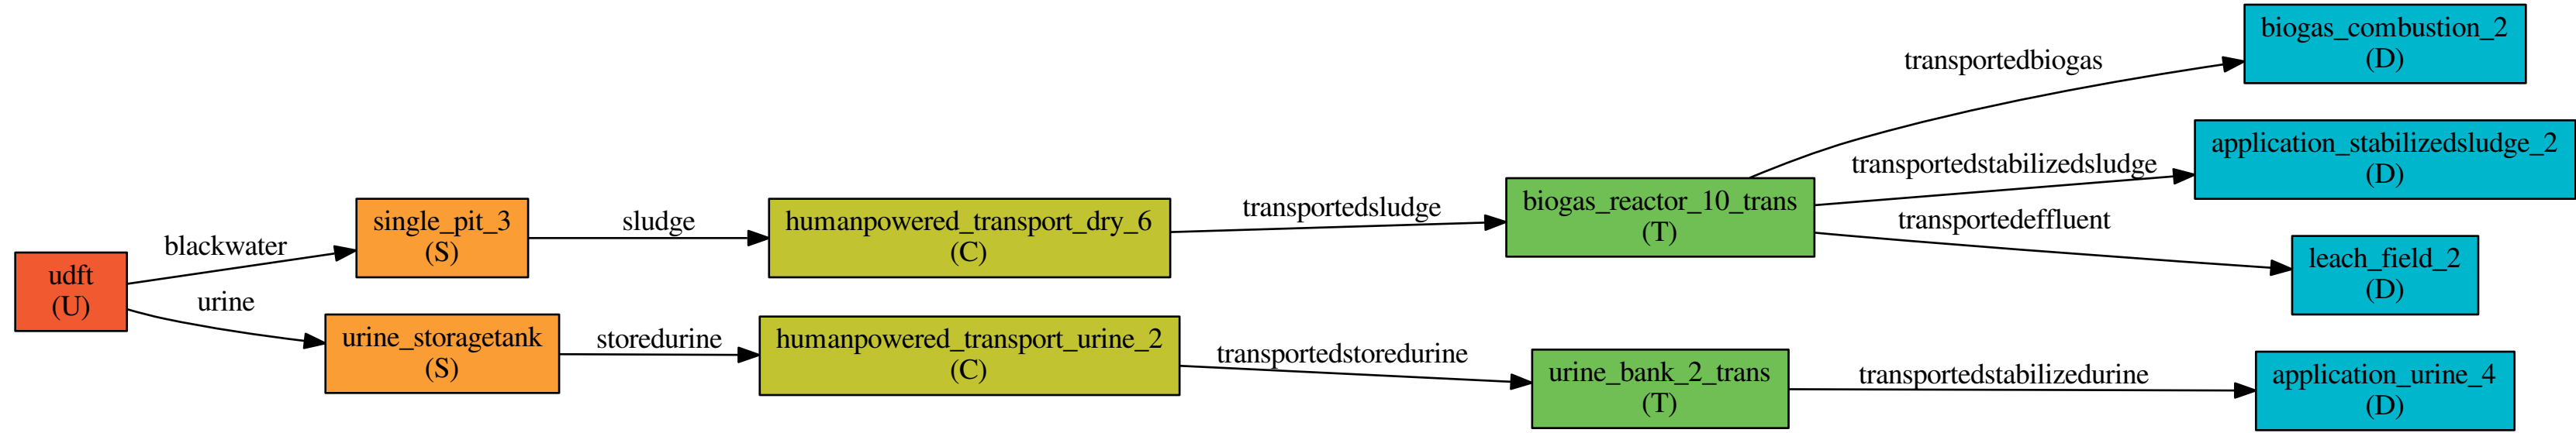 udft
(U)
blackwater
urine
single_pit_3
(S)
urine_storagetank
(S)
sludge
storedurine
humanpowered_transport_dry_6
(C)
humanpowered_transport_urine_2
(C)
transportedsludge
transportedstoredurine
biogas_reactor_10_trans
(T)
urine_bank_2_trans
(T)
transportedbiogas
transportedstabilizedsludge
transportedeffluent
transportedstabilizedurine
biogas_combustion_2
(D)
application_stabilizedsludge_2
(D)
leach_field_2
(D)
application_urine_4
(D)